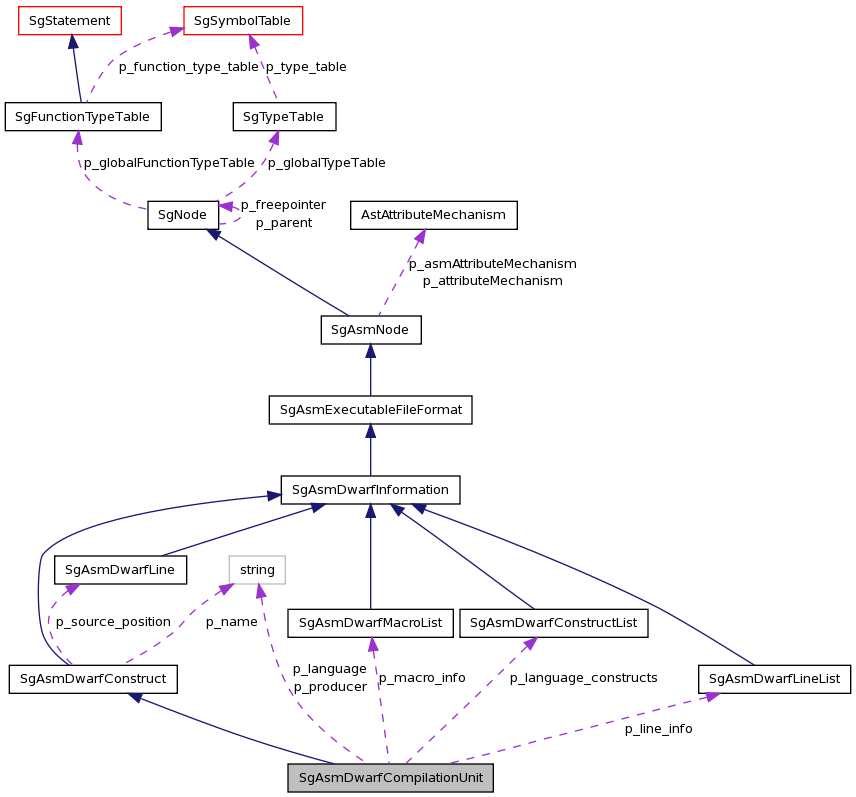 SgStatement
SgSymbolTable
p_function_type_table
p_type_table
SgFunctionTypeTable
SgTypeTable
p_globalFunctionTypeTable
p_globalTypeTable
SgNode
p_freepointer
p_parent
AstAttributeMechanism
p_asmAttributeMechanism
p_attributeMechanism
SgAsmNode
SgAsmExecutableFileFormat
SgAsmDwarfInformation
SgAsmDwarfLine
string
p_source_position
p_name
SgAsmDwarfMacroList
SgAsmDwarfConstructList
SgAsmDwarfConstruct
p_language
p_producer
p_macro_info
p_language_constructs
SgAsmDwarfLineList
p_line_info
SgAsmDwarfCompilationUnit